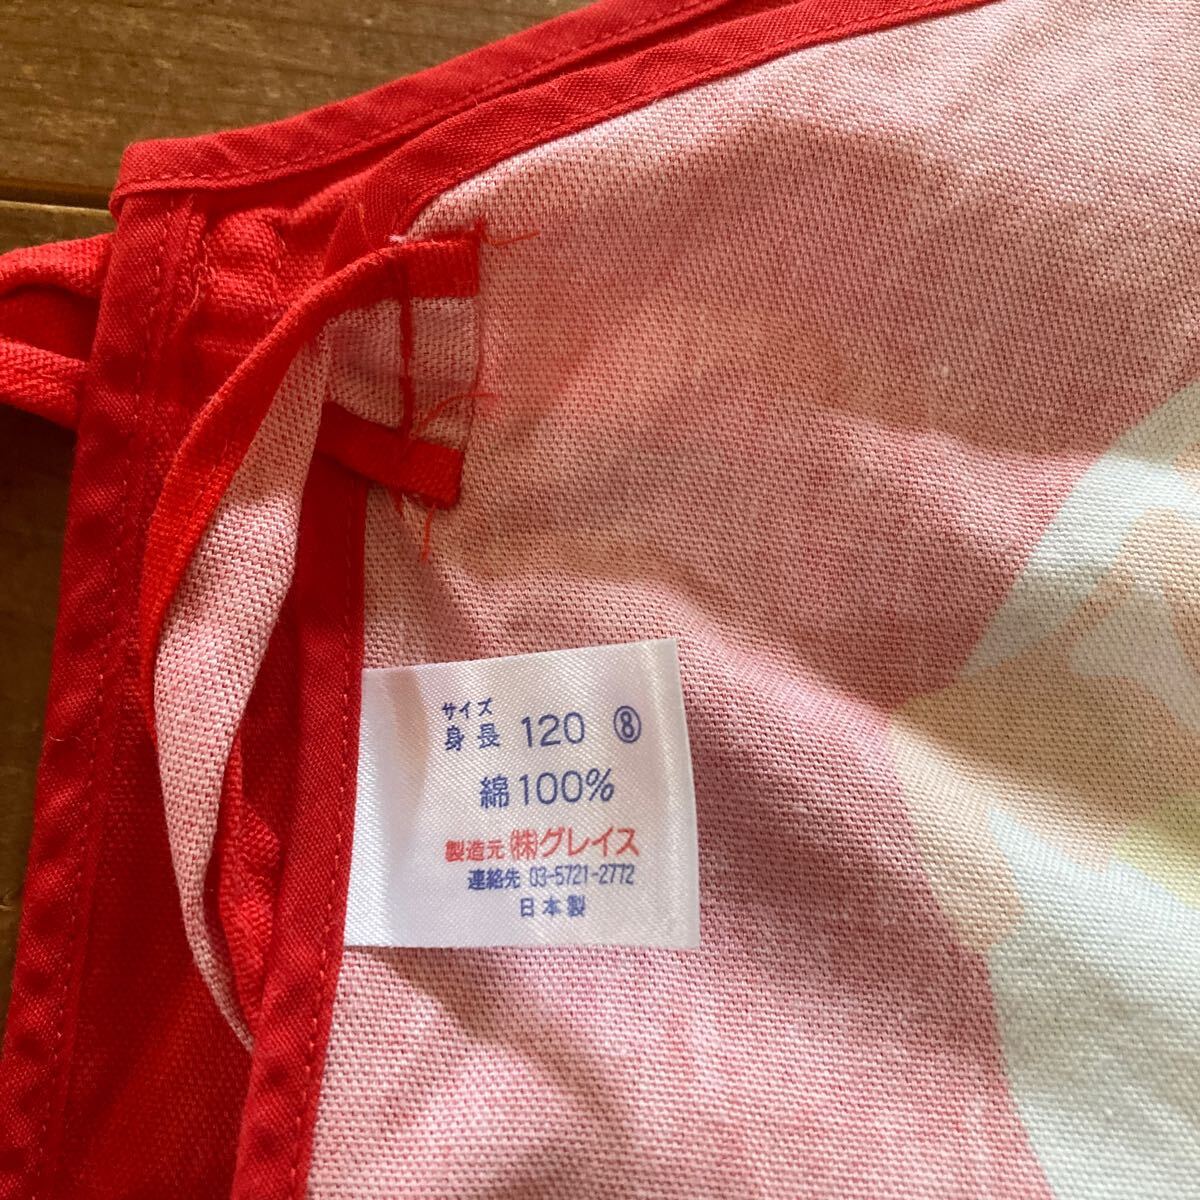 サイズ
身長 120 ⑧
綿100%
製造元 ㈱グレイス
連絡先 03-5721-2772
日本製